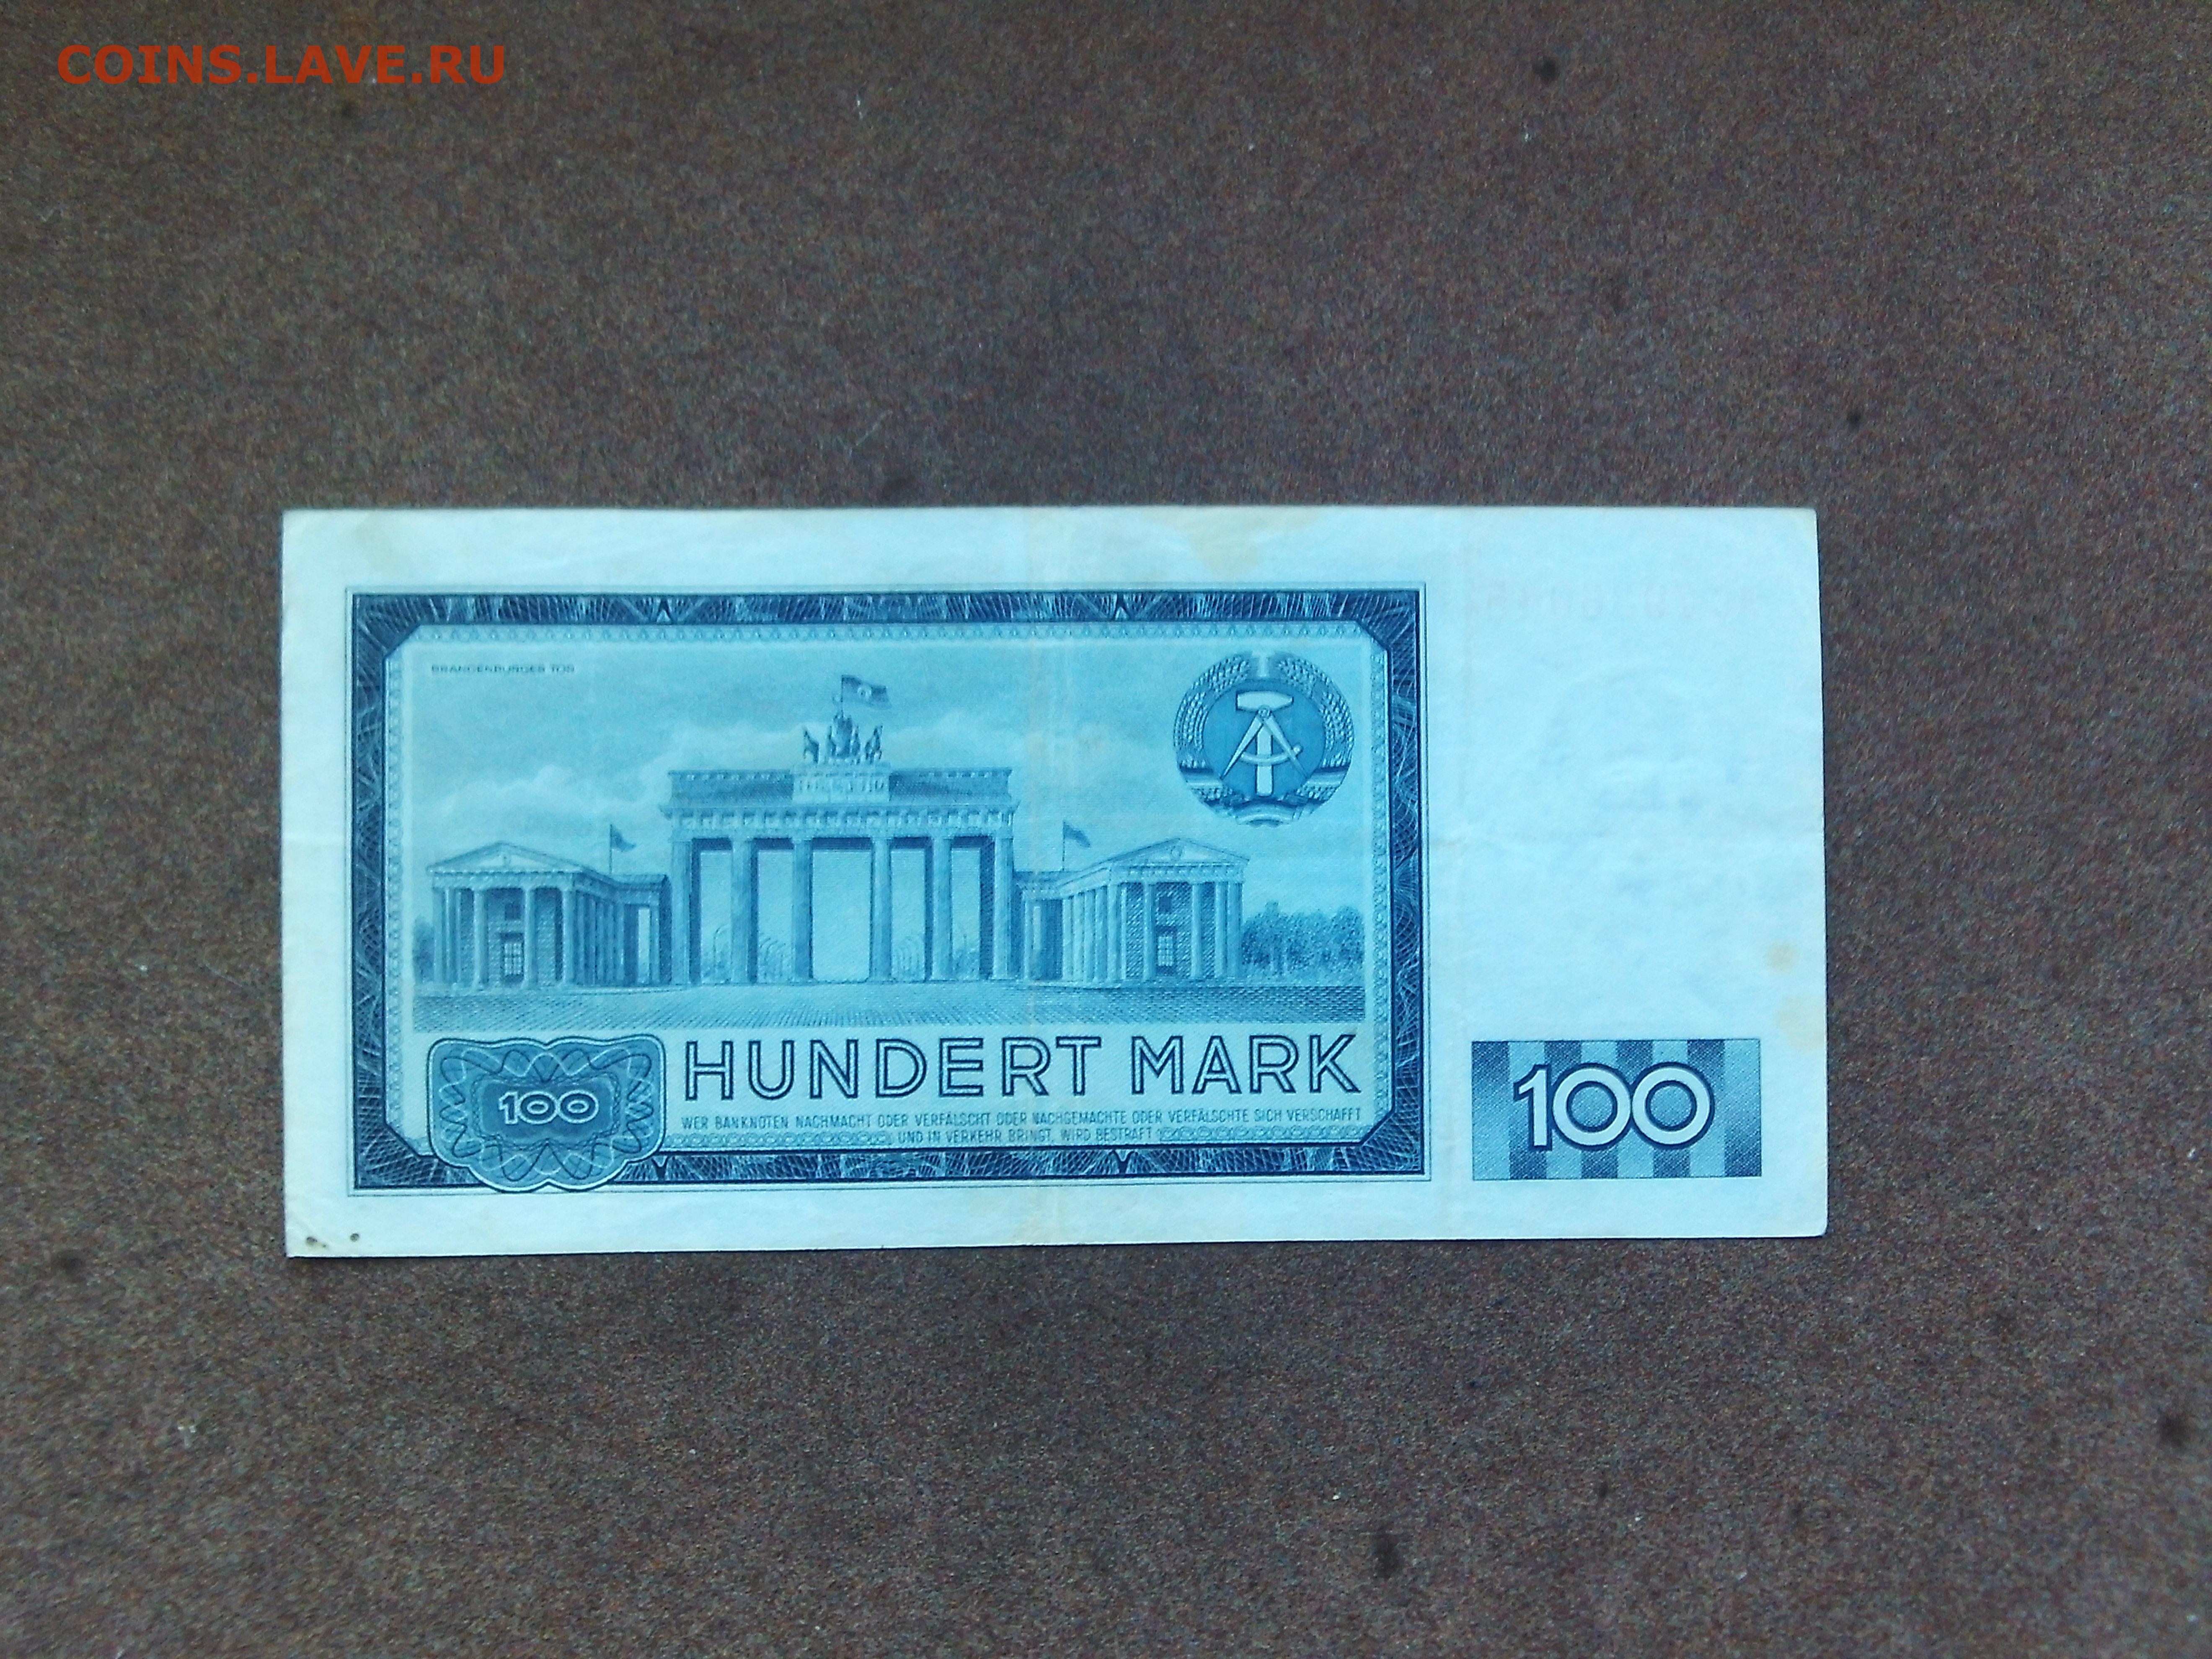 COINS.LAVE.RU
BRANDENBURGER TOR
HUNDERT MARK
100
WER BANKNOTEN NACHMACHT ODER VERFÄLSCHT ODER NACHGEMACHTE ODER VERFÄLSCHTE SICH VERSCHAFFT
UND IN VERKEHR BRINGT, WIRD BESTRAFT
100